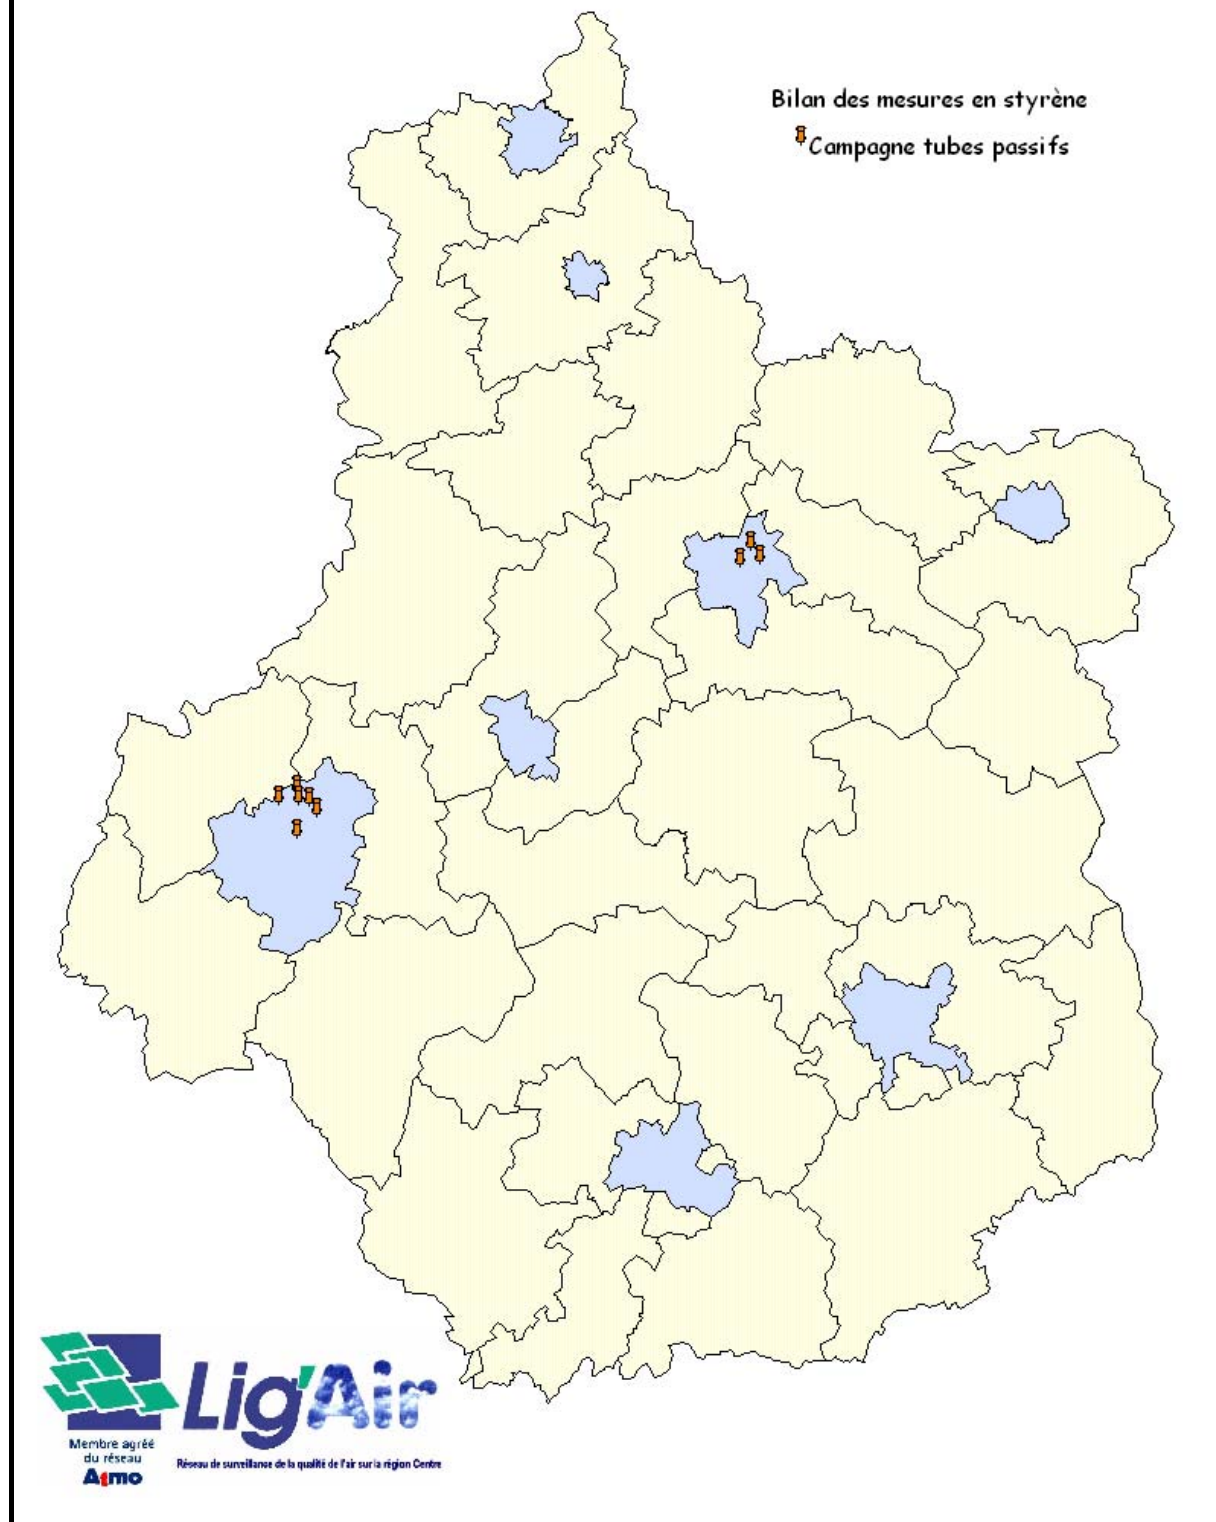 Bilan des mesures en styrène
Campagne tubes passifs
Lig'Air
Membre agréé
du réseau
Atmo
Réseau de surveillance de la qualité de l'air sur la région Centre